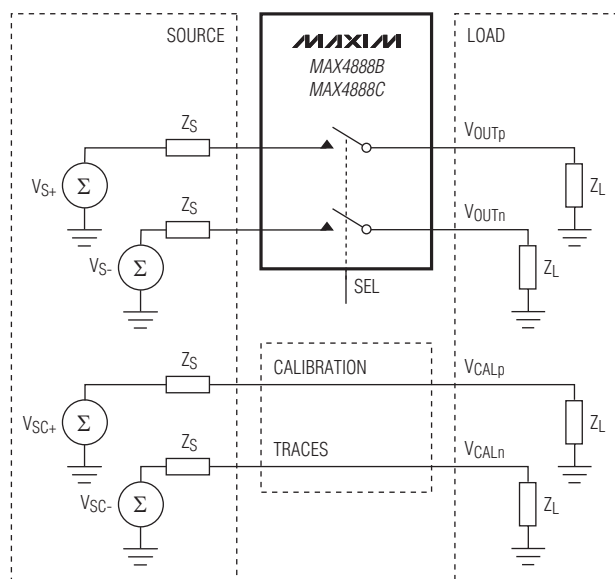 SOURCE
MAXIM
MAX4888B
MAX4888C
LOAD
ZS
VOUTp
VS+
Σ
ZL
ZS
VOUTn
VS-
Σ
ZL
SEL
ZS
CALIBRATION
VCALp
VSC+
Σ
ZL
ZS
TRACES
VCALn
VSC-
Σ
ZL